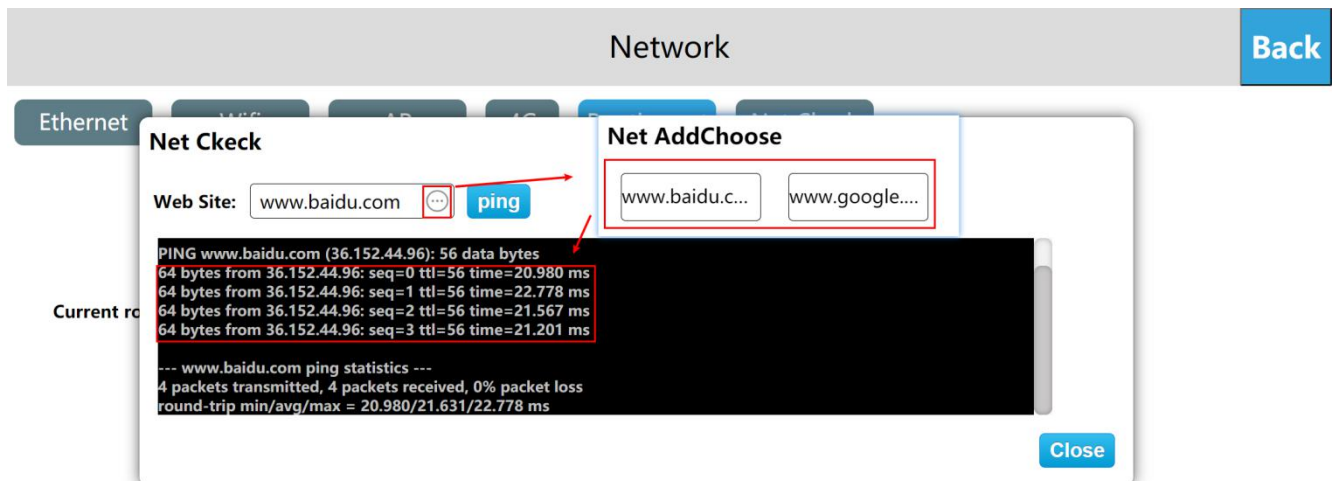 Network
Back
Ethernet
Net Ckeck
Net AddChoose
Web Site: www.baidu.com ping
www.baidu.c... www.google....
PING www.baidu.com (36.152.44.96): 56 data bytes
64 bytes from 36.152.44.96: seq=0 ttl=56 time=20.980 ms
64 bytes from 36.152.44.96: seq=1 ttl=56 time=22.778 ms
64 bytes from 36.152.44.96: seq=2 ttl=56 time=21.567 ms
64 bytes from 36.152.44.96: seq=3 ttl=56 time=21.201 ms
Current ro
--- www.baidu.com ping statistics ---
4 packets transmitted, 4 packets received, 0% packet loss
round-trip min/avg/max = 20.980/21.631/22.778 ms
Close